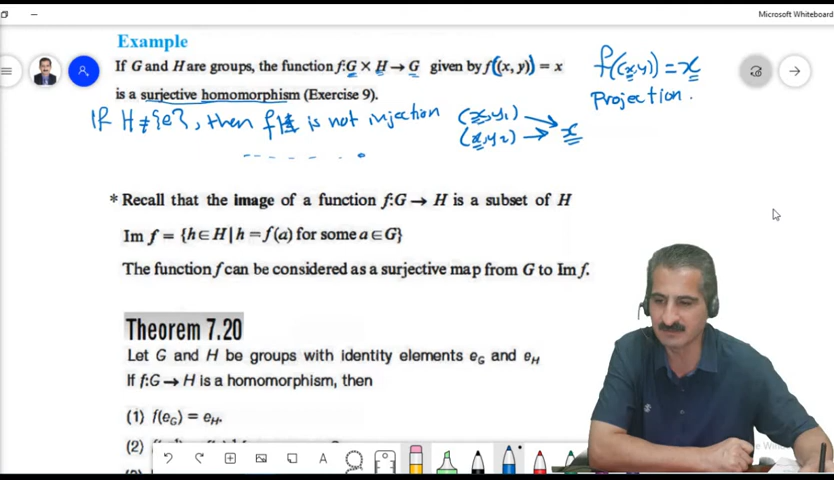 Microsoft Whiteboard
Example
If G and H are groups, the function f:G × H → G given by f((x, y)) = x
is a surjective homomorphism (Exercise 9).
f((x,y)) = x
Projection.
IF H ≠ {e}, then f is not injection
(x,y1)
(x,y2) → x
* Recall that the image of a function f:G → H is a subset of H
Im f = {h ∈ H | h = f(a) for some a ∈ G}
The function f can be considered as a surjective map from G to Im f.
Theorem 7.20
Let G and H be groups with identity elements eG and eH
If f:G → H is a homomorphism, then
(1) f(eG) = eH.
(2)